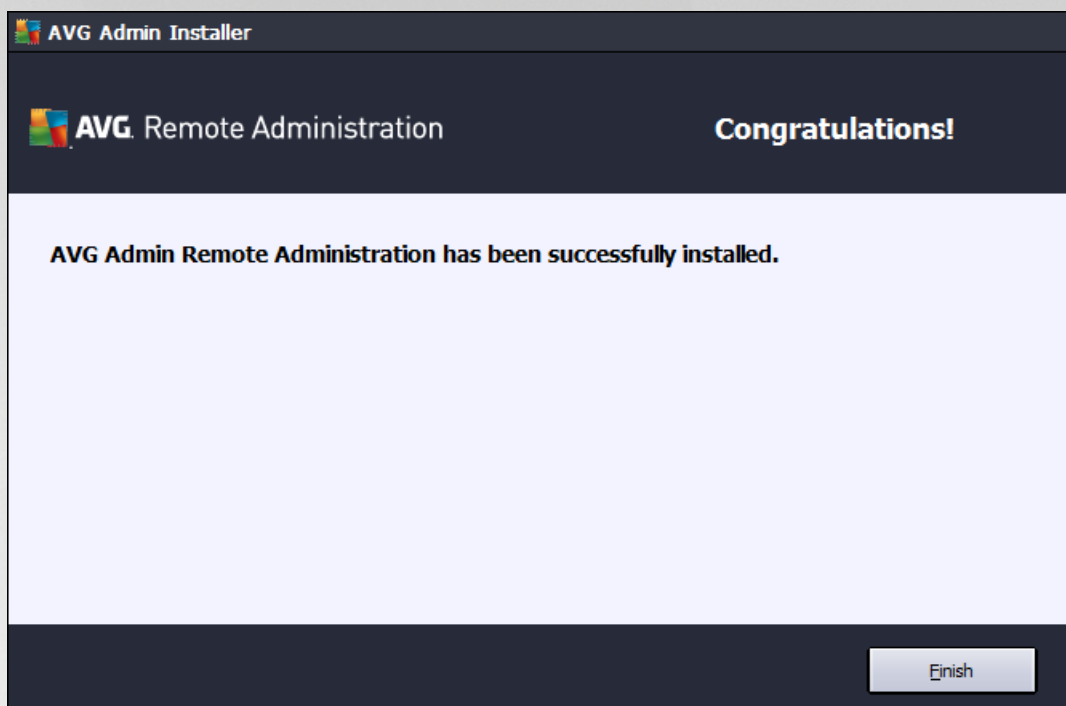 AVG Admin Installer
AVG. Remote Administration
Congratulations!
AVG Admin Remote Administration has been successfully installed.
Finish